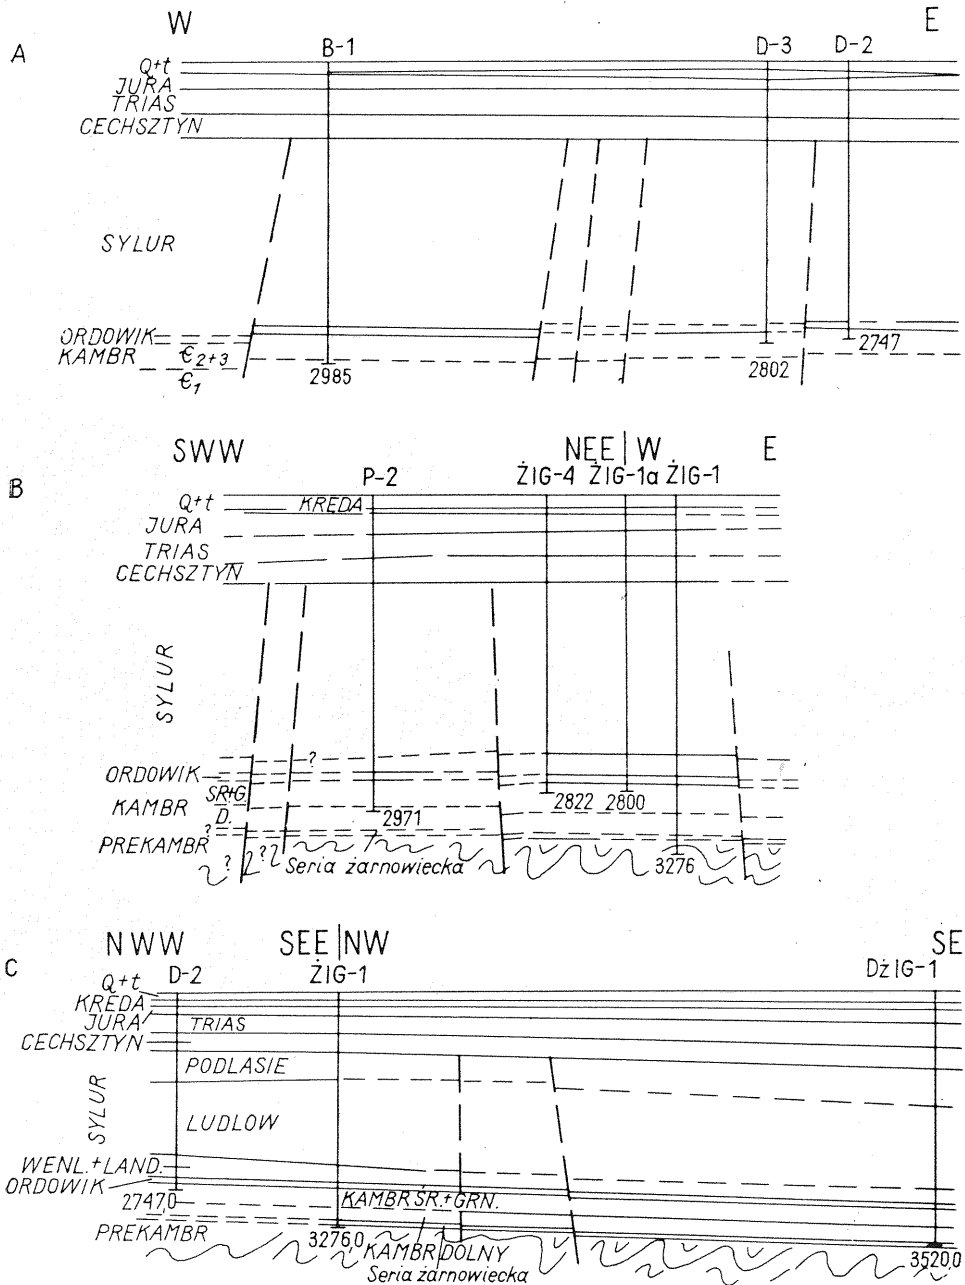 A
W E
B-1 D-3 D-2
Q+t
JURA
TRIAS
CECHSZTYN
SYLUR
ORDOWIK
KAMBR
Є2+3
Є1
2985
2802
2747
B
SWW NEE W E
P-2 ŻIG-4 ŻIG-1a ŻIG-1
Q+t KREDA
JURA
TRIAS
CECHSZTYN
SYLUR
?
ORDOWIK
ŚR+G.
KAMBR
D.
2971
2822
2800
?
PREKAMBR
? ?
Seria żarnowiecka
3276
C
NWW SEE NW SE
D-2 ŻIG-1 DżIG-1
Q+t
KREDA
JURA TRIAS
CECHSZTYN
PODLASIE
SYLUR
LUDLOW
WENL.+LAND.
ORDOWIK
2747,0
KAMBR ŚR.+GRN.
PREKAMBR
3276,0
KAMBR DOLNY
Seria żarnowiecka
3520,0